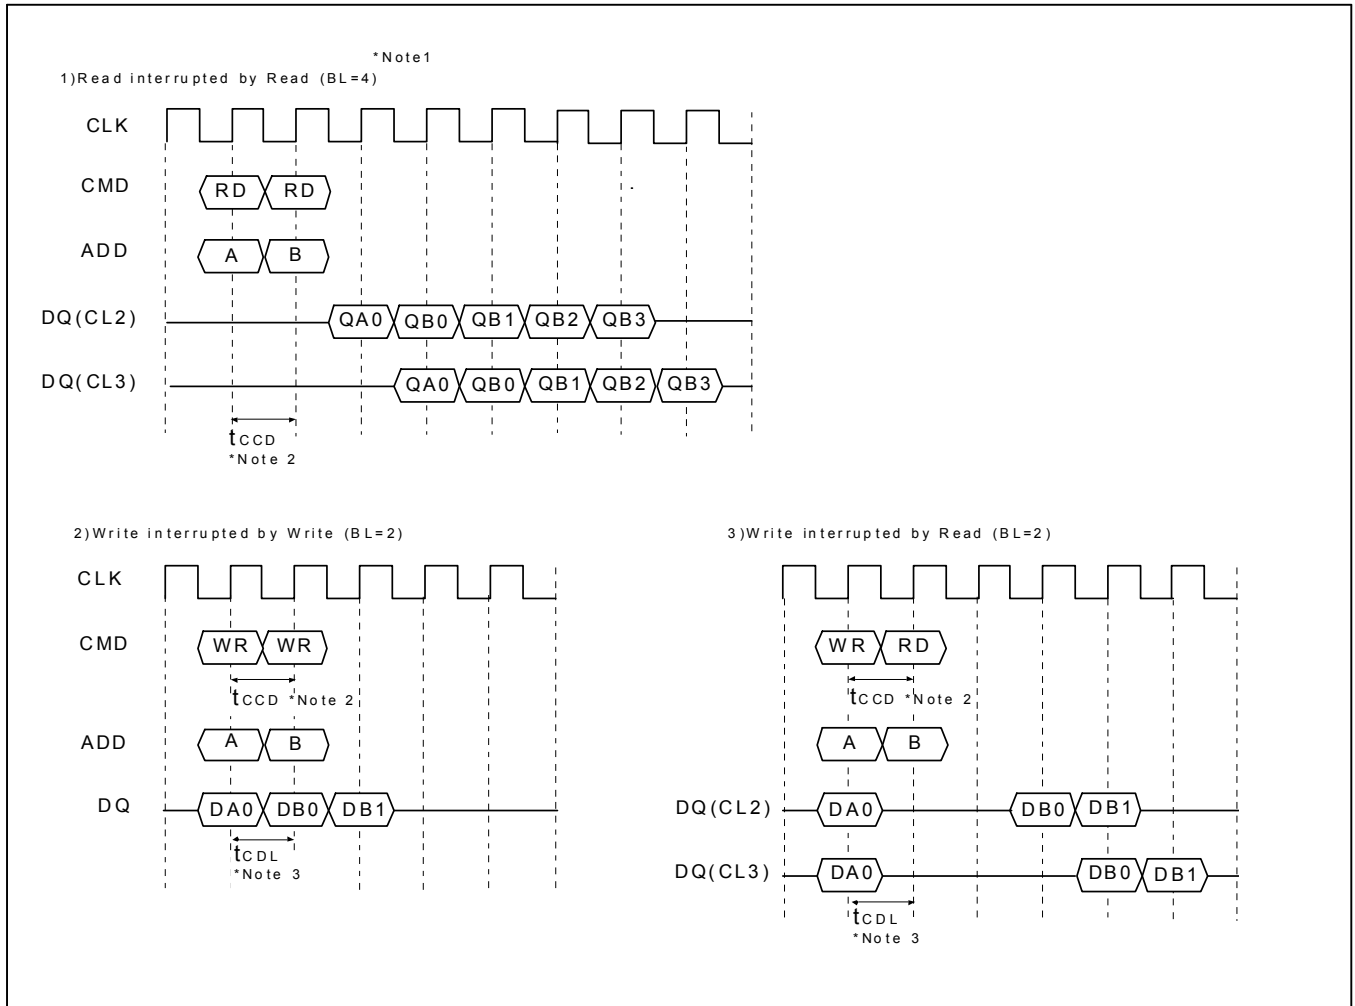 *Note1
1)Read interrupted by Read (BL=4)
CLK
CMD RD RD
ADD A B
DQ(CL2) QA0 QB0 QB1 QB2 QB3
DQ(CL3) QA0 QB0 QB1 QB2 QB3
tCCD
*Note 2
2)Write interrupted by Write (BL=2)
CLK
CMD WR WR
tCCD *Note 2
ADD A B
DQ DA0 DB0 DB1
tCDL
*Note 3
3)Write interrupted by Read (BL=2)
WR RD
tCCD *Note 2
A B
DQ(CL2) DA0 DB0 DB1
DQ(CL3) DA0 DB0 DB1
tCDL
*Note 3